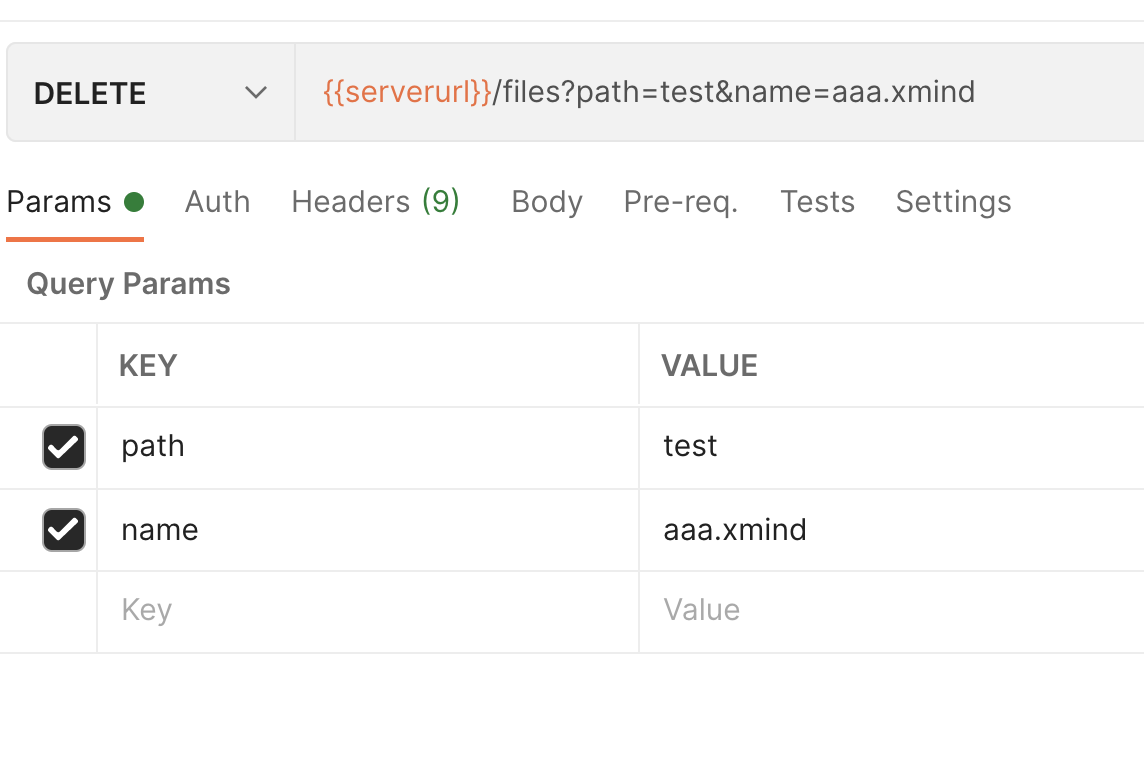 DELETE {{serverurl}}/files?path=test&name=aaa.xmind
Params Auth Headers (9) Body Pre-req. Tests Settings
Query Params
KEY VALUE
path test
name aaa.xmind
Key Value